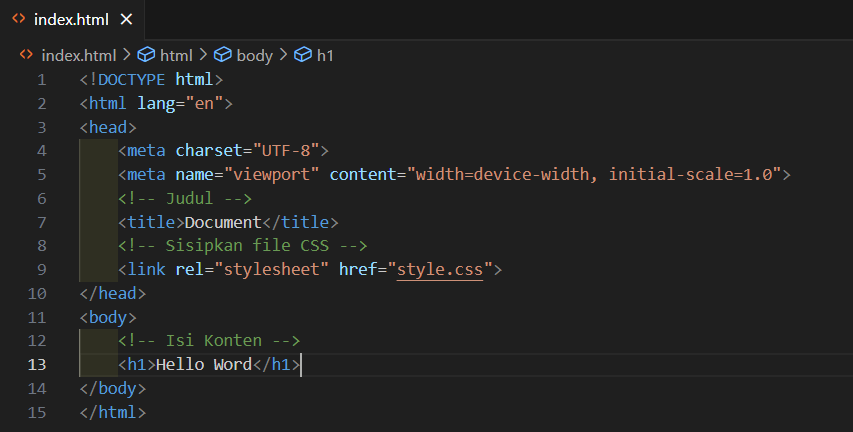 index.html
index.html > html > body > h1
1 <!DOCTYPE html>
2 <html lang="en">
3 <head>
4 <meta charset="UTF-8">
5 <meta name="viewport" content="width=device-width, initial-scale=1.0">
6 <!-- Judul -->
7 <title>Document</title>
8 <!-- Sisipkan file CSS -->
9 <link rel="stylesheet" href="style.css">
10 </head>
11 <body>
12 <!-- Isi Konten -->
13 <h1>Hello Word</h1>
14 </body>
15 </html>